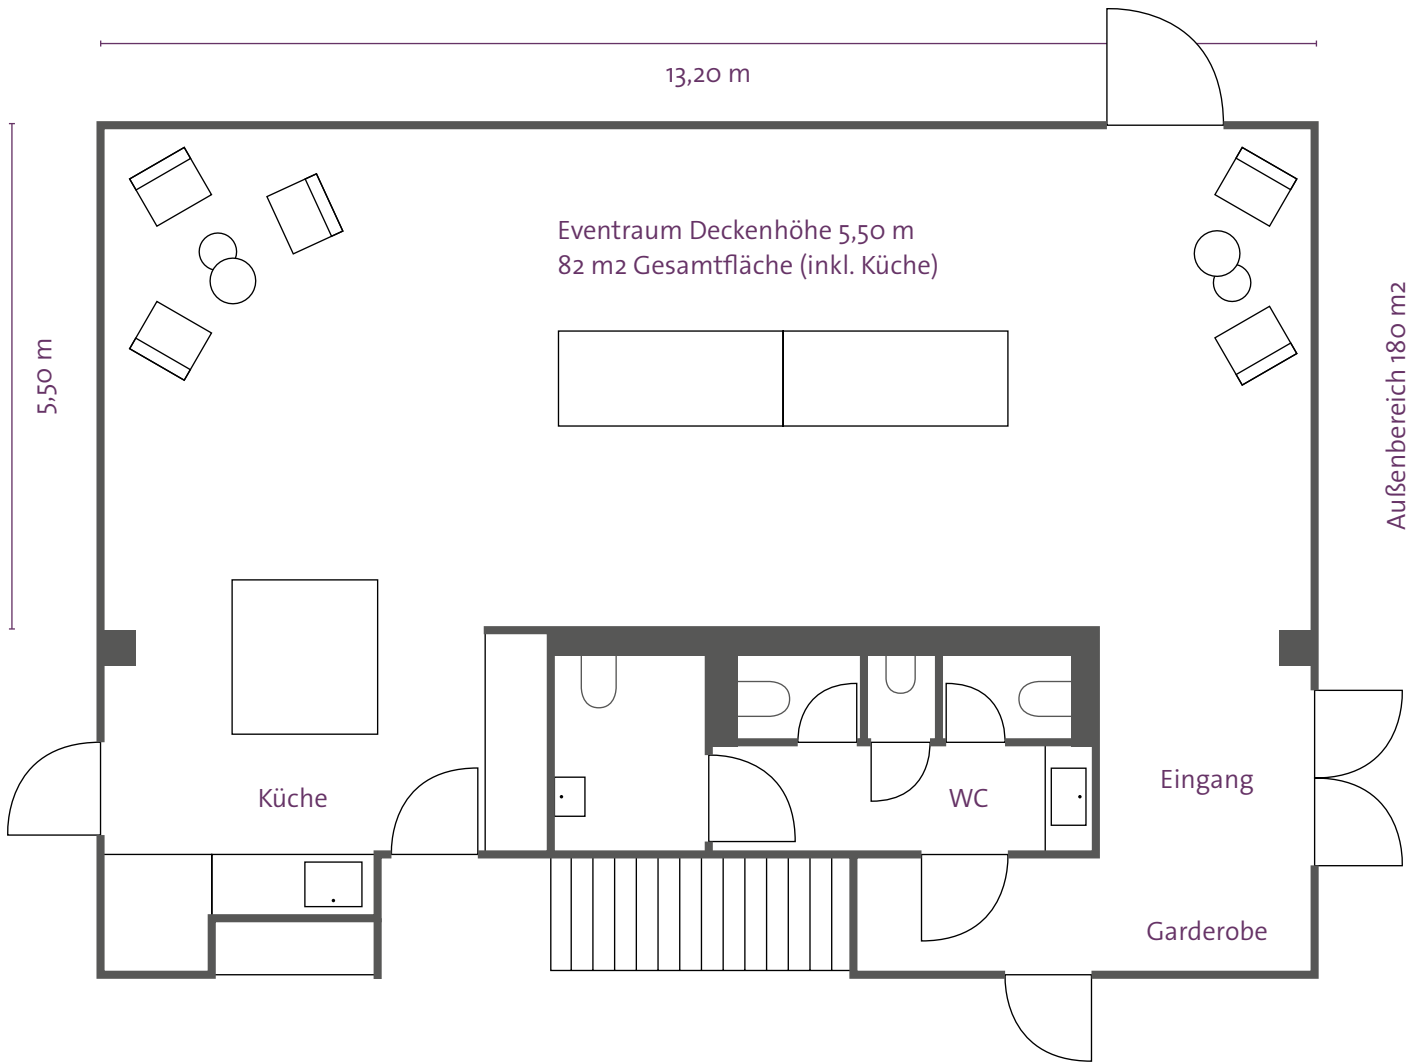 13,20 m
Eventraum Deckenhöhe 5,50 m
82 m2 Gesamtfläche (inkl. Küche)
5,50 m
Außenbereich 180 m2
Küche
WC
Eingang
Garderobe